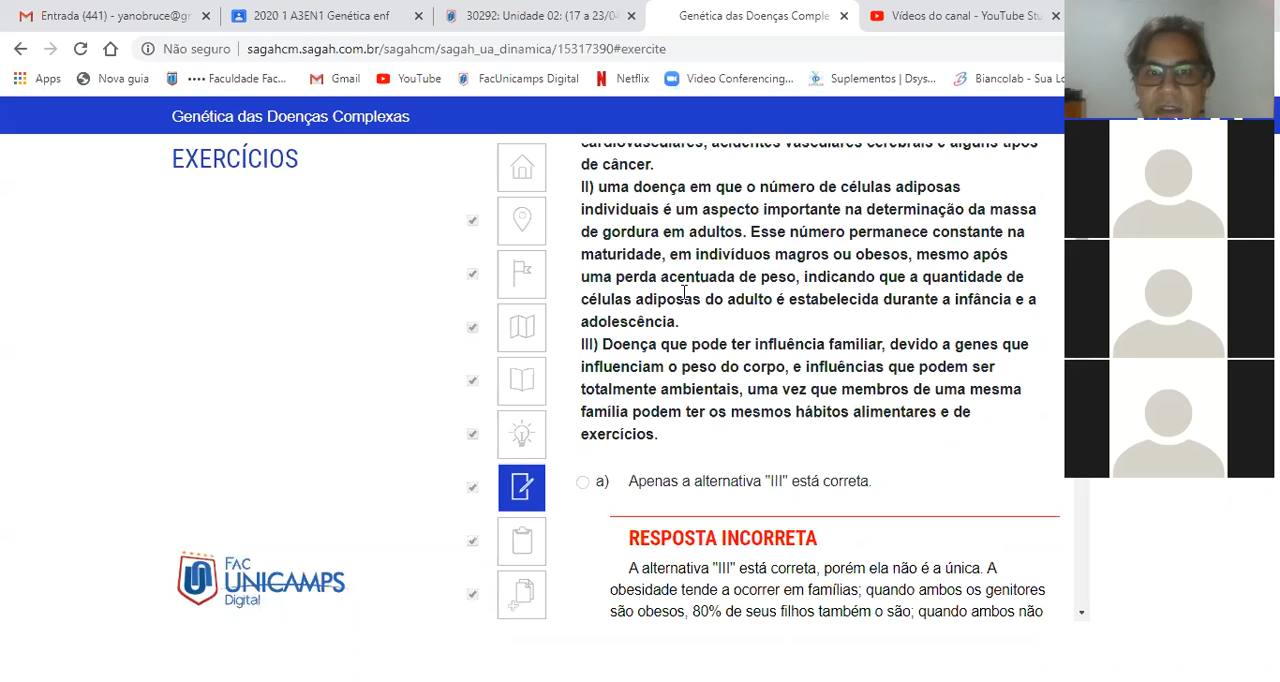 Entrada (441) - yanobruce@gr
2020 1 A3EN1 Genética enf
30292: Unidade 02: (17 a 23/04
Genética das Doenças Comple
Vídeos do canal - YouTube Stu
Não seguro
sagahcm.sagah.com.br/sagahcm/sagah_ua_dinamica/15317390#exercite
Apps
Nova guia
•••• Faculdade Fac...
Gmail
YouTube
FacUnicamps Digital
Netflix
Video Conferencing...
Suplementos | Dsys...
Biancolab - Sua Lo
Genética das Doenças Complexas
EXERCÍCIOS
cardiovasculares, acidentes vasculares cerebrais e alguns tipos
de câncer.
II) uma doença em que o número de células adiposas
individuais é um aspecto importante na determinação da massa
de gordura em adultos. Esse número permanece constante na
maturidade, em indivíduos magros ou obesos, mesmo após
uma perda acentuada de peso, indicando que a quantidade de
células adiposas do adulto é estabelecida durante a infância e a
adolescência.
III) Doença que pode ter influência familiar, devido a genes que
influenciam o peso do corpo, e influências que podem ser
totalmente ambientais, uma vez que membros de uma mesma
família podem ter os mesmos hábitos alimentares e de
exercícios.
a) Apenas a alternativa "III" está correta.
RESPOSTA INCORRETA
A alternativa "III" está correta, porém ela não é a única. A
obesidade tende a ocorrer em famílias; quando ambos os genitores
são obesos, 80% de seus filhos também o são; quando ambos não
FAC
UNICAMPS
Digital